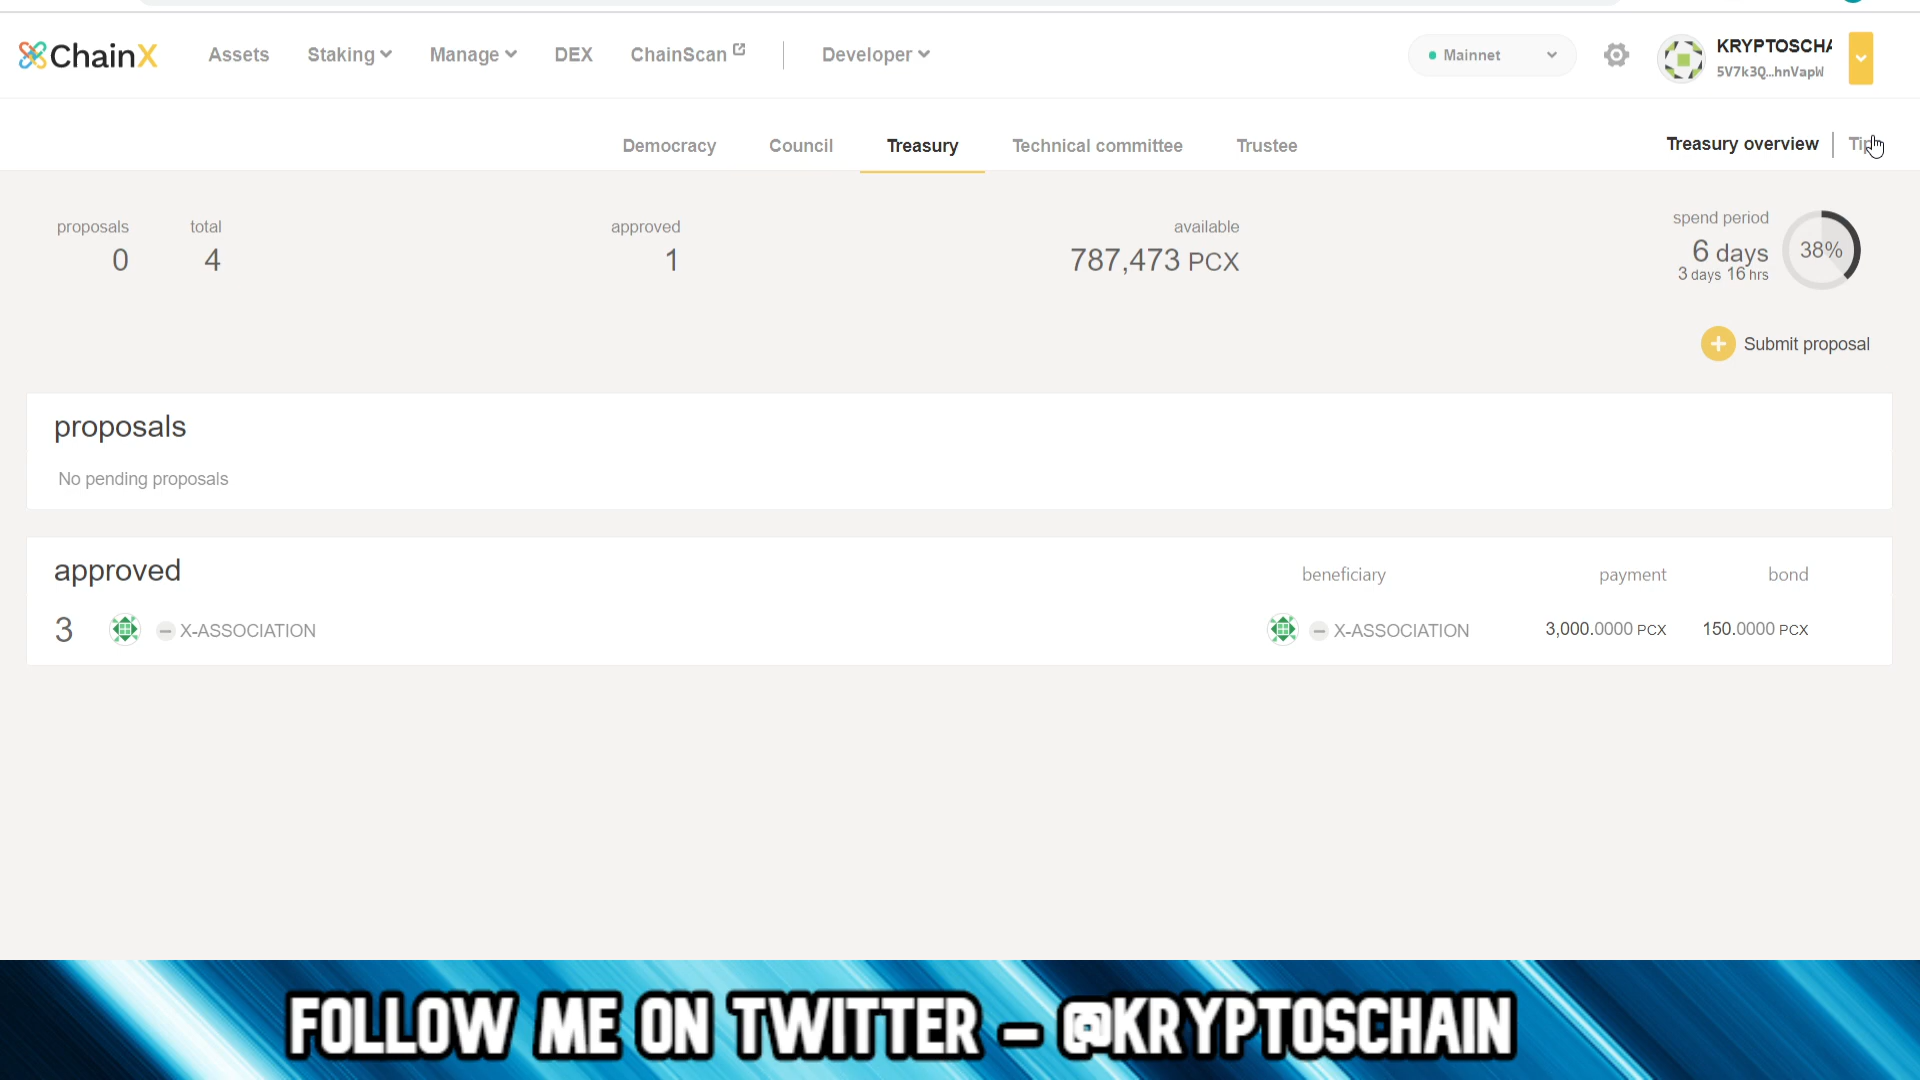 ChainX Assets Staking Manage DEX ChainScan Developer Mainnet KRYPTOSCHA
5V7k3Q...hnVapW
Democracy Council Treasury Technical committee Trustee Treasury overview
proposals total approved available spend period
0 4 1 787,473 PCX 6 days 38%
3 days 16 hrs
Submit proposal
proposals
No pending proposals
approved beneficiary payment bond
3 X-ASSOCIATION X-ASSOCIATION 3,000.0000 PCX 150.0000 PCX
FOLLOW ME ON TWITTER – @KRYPTOSCHAIN